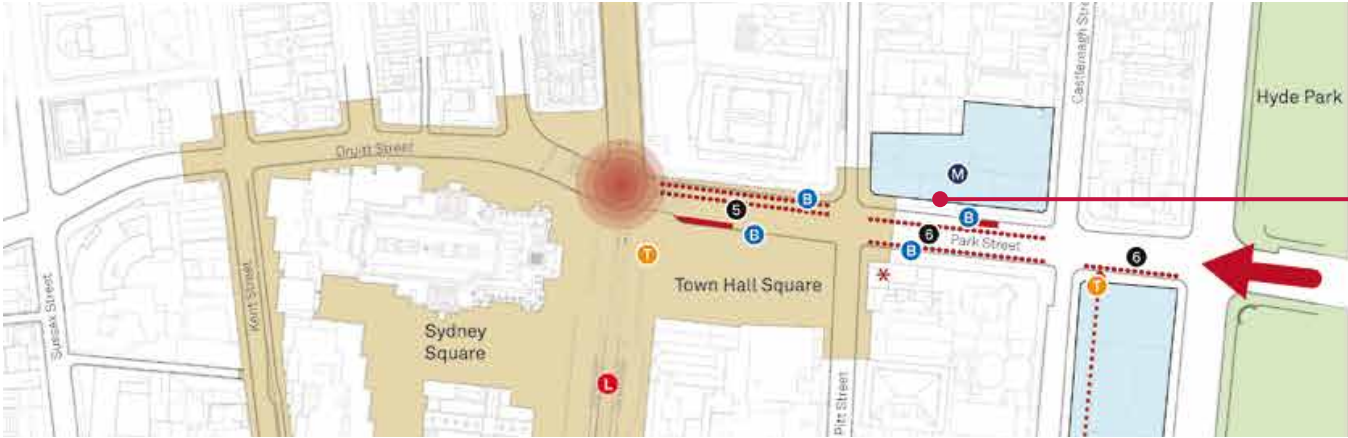 Castlereagh Street
Hyde Park
Druitt Street
M
B
5
B
B
6
Park Street
6
B
T
T
*
Town Hall Square
Kent Street
Sussex Street
Sydney
Square
L
Pitt Street